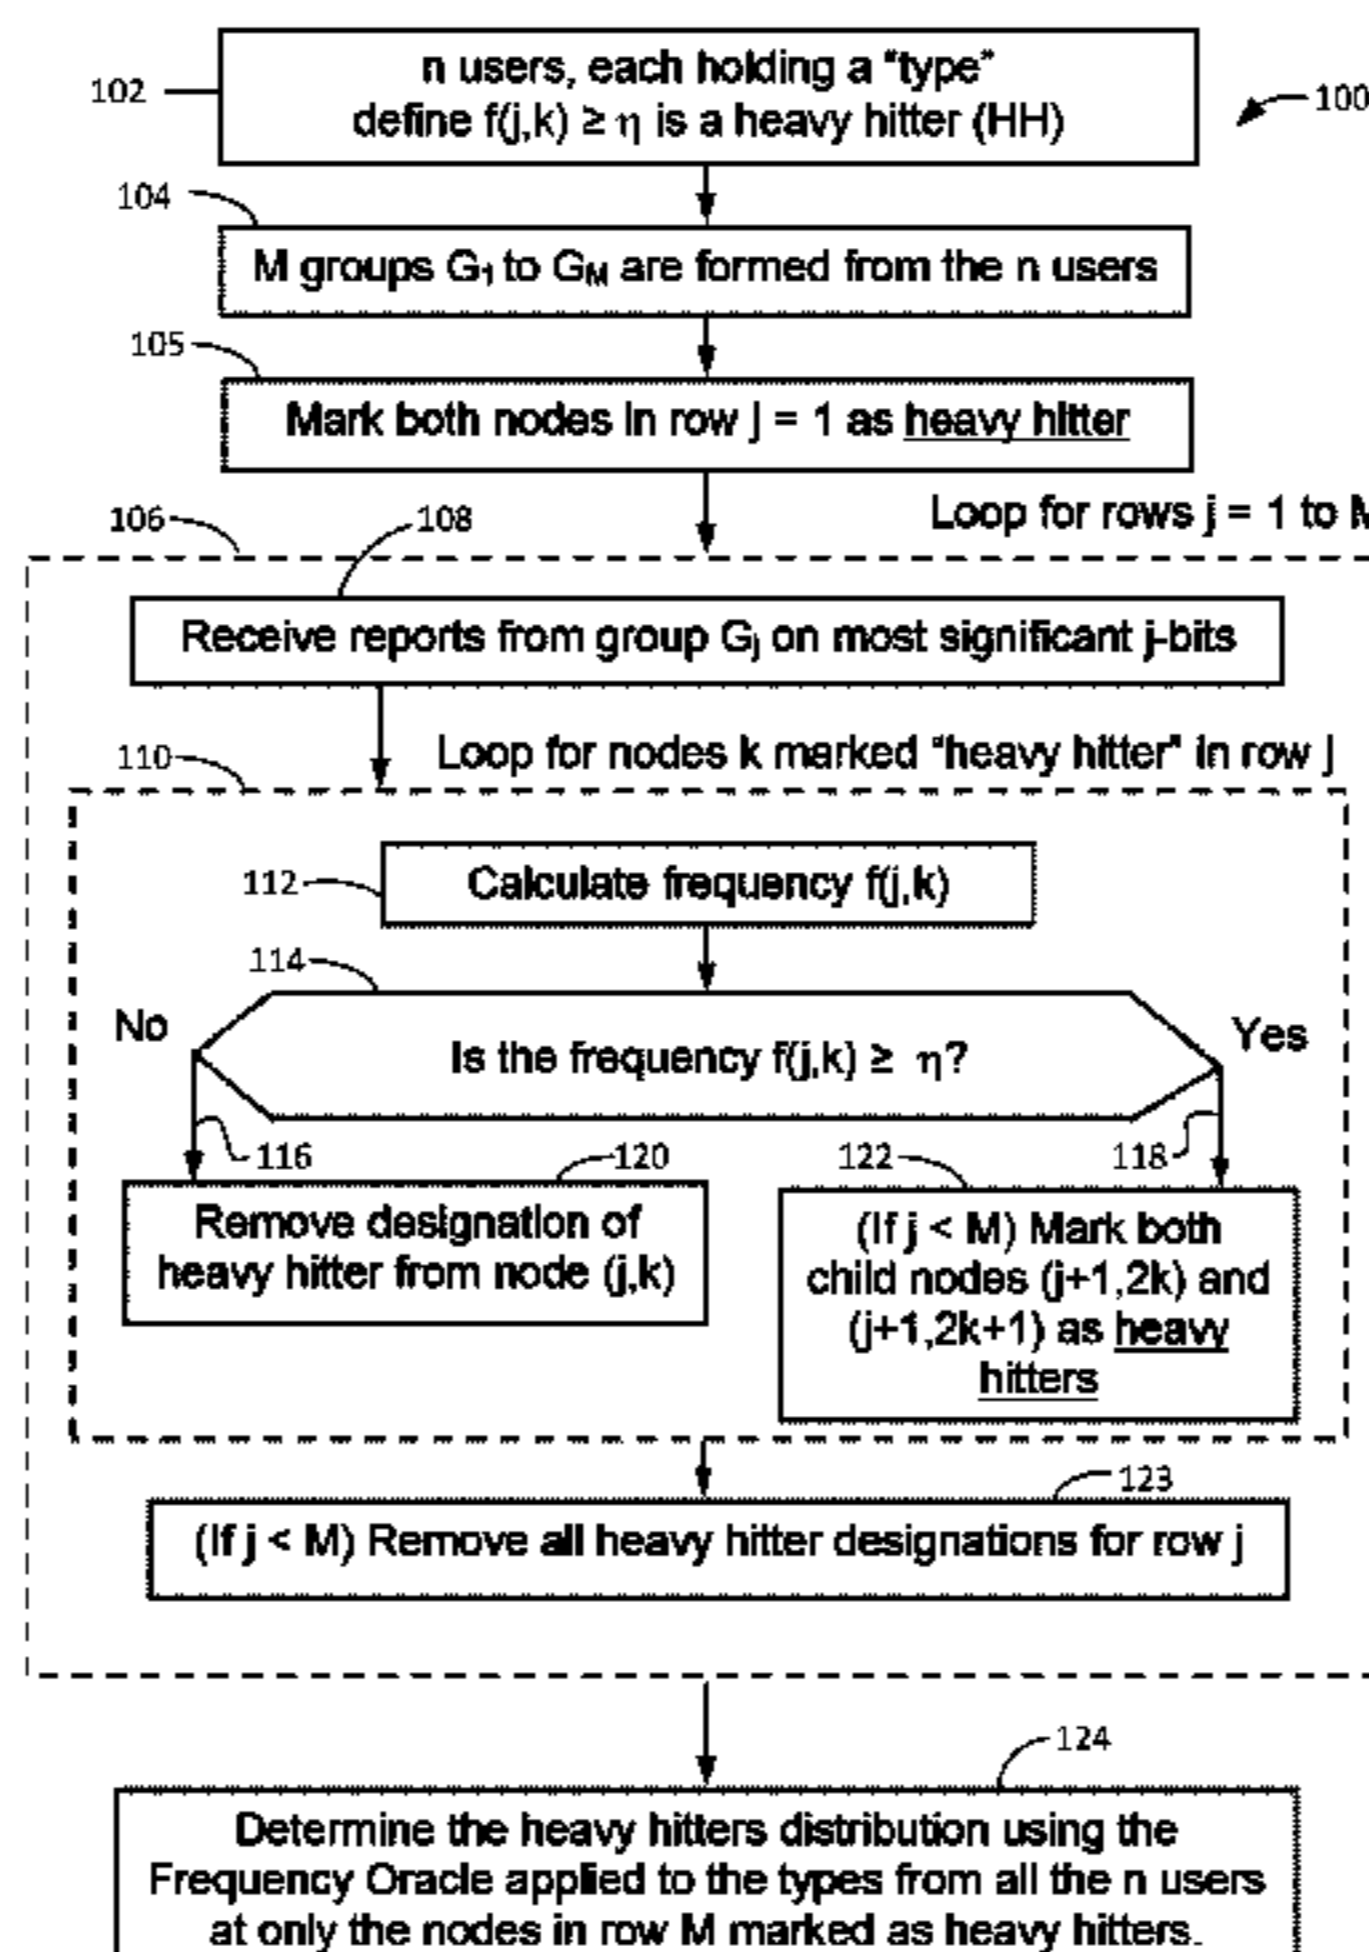 n users, each holding a "type"
define f(j,k) ≥ η is a heavy hitter (HH)
102
100
104
M groups G1 to GM are formed from the n users
105
Mark both nodes in row j = 1 as heavy hitter
106
108
Loop for rows j = 1 to M
Receive reports from group Gj on most significant j-bits
110
Loop for nodes k marked "heavy hitter" in row j
112
Calculate frequency f(j,k)
114
No
Yes
Is the frequency f(j,k) ≥ η?
116
120
122
118
Remove designation of
heavy hitter from node (j,k)
(If j < M) Mark both
child nodes (j+1,2k) and
(j+1,2k+1) as heavy
hitters
123
(If j < M) Remove all heavy hitter designations for row j
124
Determine the heavy hitters distribution using the
Frequency Oracle applied to the types from all the n users
at only the nodes in row M marked as heavy hitters.